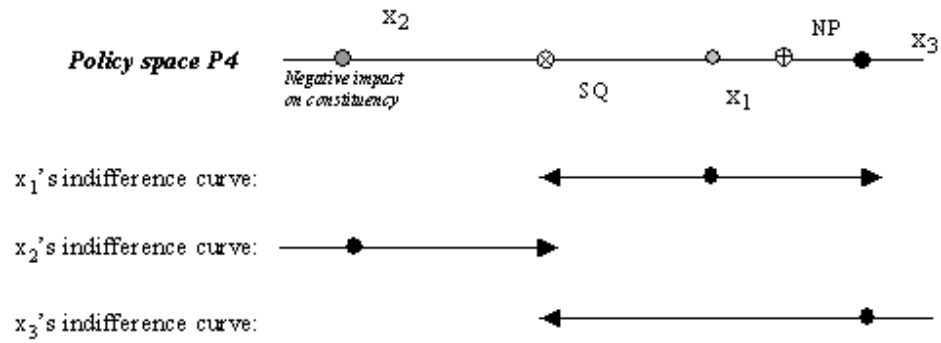 x2
NP
x3
Policy space P4
Negative impact
on constuency
SQ
x1
x1's indifference curve:
x2's indifference curve:
x3's indifference curve: